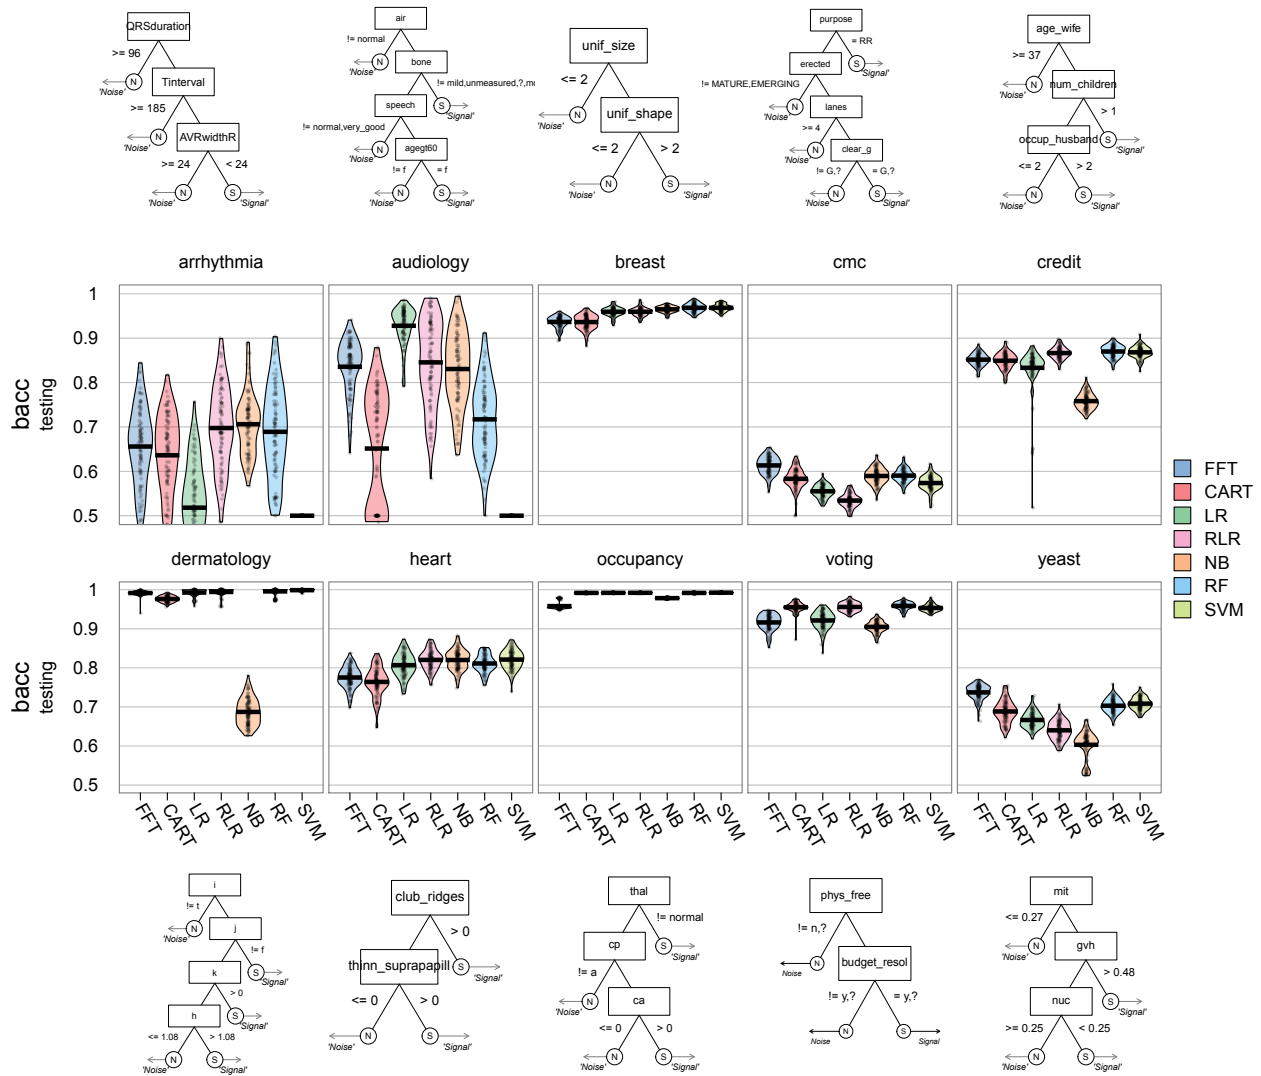 QRSduration
>= 96
N
'Noise'
Tinterval
>= 185
N
'Noise'
AVRwidthR
>= 24
< 24
N
S
'Noise'
'Signal'
air
!= normal
N
'Noise'
bone
!= mild,unmeasured,?,mo
speech
S
'Signal'
!= normal,very_good
N
'Noise'
agegt60
!= f
= f
N
S
'Noise'
'Signal'
unif_size
<= 2
N
'Noise'
unif_shape
<= 2
> 2
N
S
'Noise'
'Signal'
purpose
= RR
erected
S
'Signal'
!= MATURE,EMERGING
N
'Noise'
lanes
>= 4
N
'Noise'
clear_g
!= G,?
= G,?
N
S
'Noise'
'Signal'
age_wife
>= 37
N
'Noise'
num_children
> 1
occup_husband
S
'Signal'
<= 2
> 2
N
S
'Noise'
'Signal'
arrhythmia
audiology
breast
cmc
credit
1
0.9
0.8
0.7
0.6
0.5
bacc
testing
FFT
CART
LR
RLR
NB
RF
SVM
dermatology
heart
occupancy
voting
yeast
1
0.9
0.8
0.7
0.6
0.5
bacc
testing
FFT
CART
LR
RLR
NB
RF
SVM
FFT
CART
LR
RLR
NB
RF
SVM
FFT
CART
LR
RLR
NB
RF
SVM
FFT
CART
LR
RLR
NB
RF
SVM
FFT
CART
LR
RLR
NB
RF
SVM
i
!= t
N
'Noise'
j
!= f
k
S
'Signal'
> 0
h
S
'Signal'
<= 1.08
> 1.08
N
S
'Noise'
'Signal'
club_ridges
> 0
thinn_suprapapill
S
'Signal'
<= 0
> 0
N
S
'Noise'
'Signal'
thal
!= normal
cp
S
'Signal'
!= a
N
'Noise'
ca
<= 0
> 0
N
S
'Noise'
'Signal'
phys_free
!= n,?
N
Noise
budget_resol
!= y,?
= y,?
N
S
Noise
Signal
mit
<= 0.27
N
'Noise'
gvh
> 0.48
nuc
S
'Signal'
>= 0.25
< 0.25
N
S
'Noise'
'Signal'